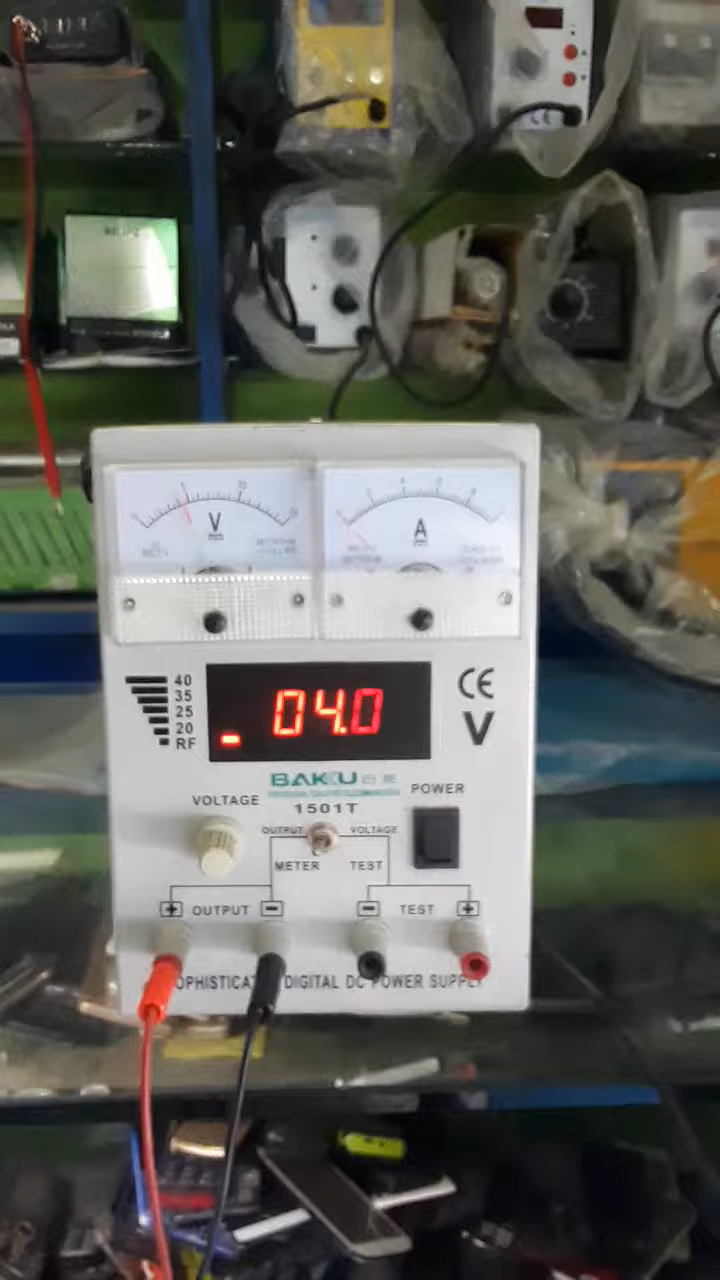 V
A
40
35
25
20
RF
04.0
CE
V
BAKU
POWER
VOLTAGE
1501T
OUTPUT VOLTAGE
METER TEST
+ OUTPUT -
- TEST +
DIGITAL DC POWER SUPPLY